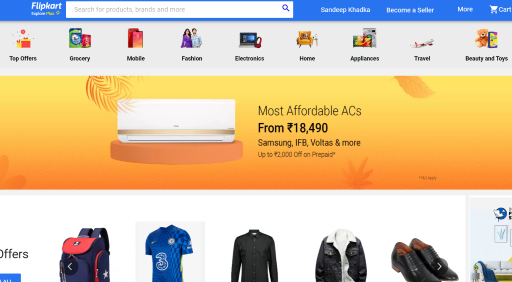 Flipkart
Explore Plus
Search for products, brands and more
Sandeep Khadka
Become a Seller
More
Cart
Top Offers
Grocery
Mobile
Fashion
Electronics
Home
Appliances
Travel
Beauty and Toys
Most Affordable ACs
From ₹18,490
Samsung, IFB, Voltas & more
Up to ₹2,000 Off on Prepaid*
Offers
3